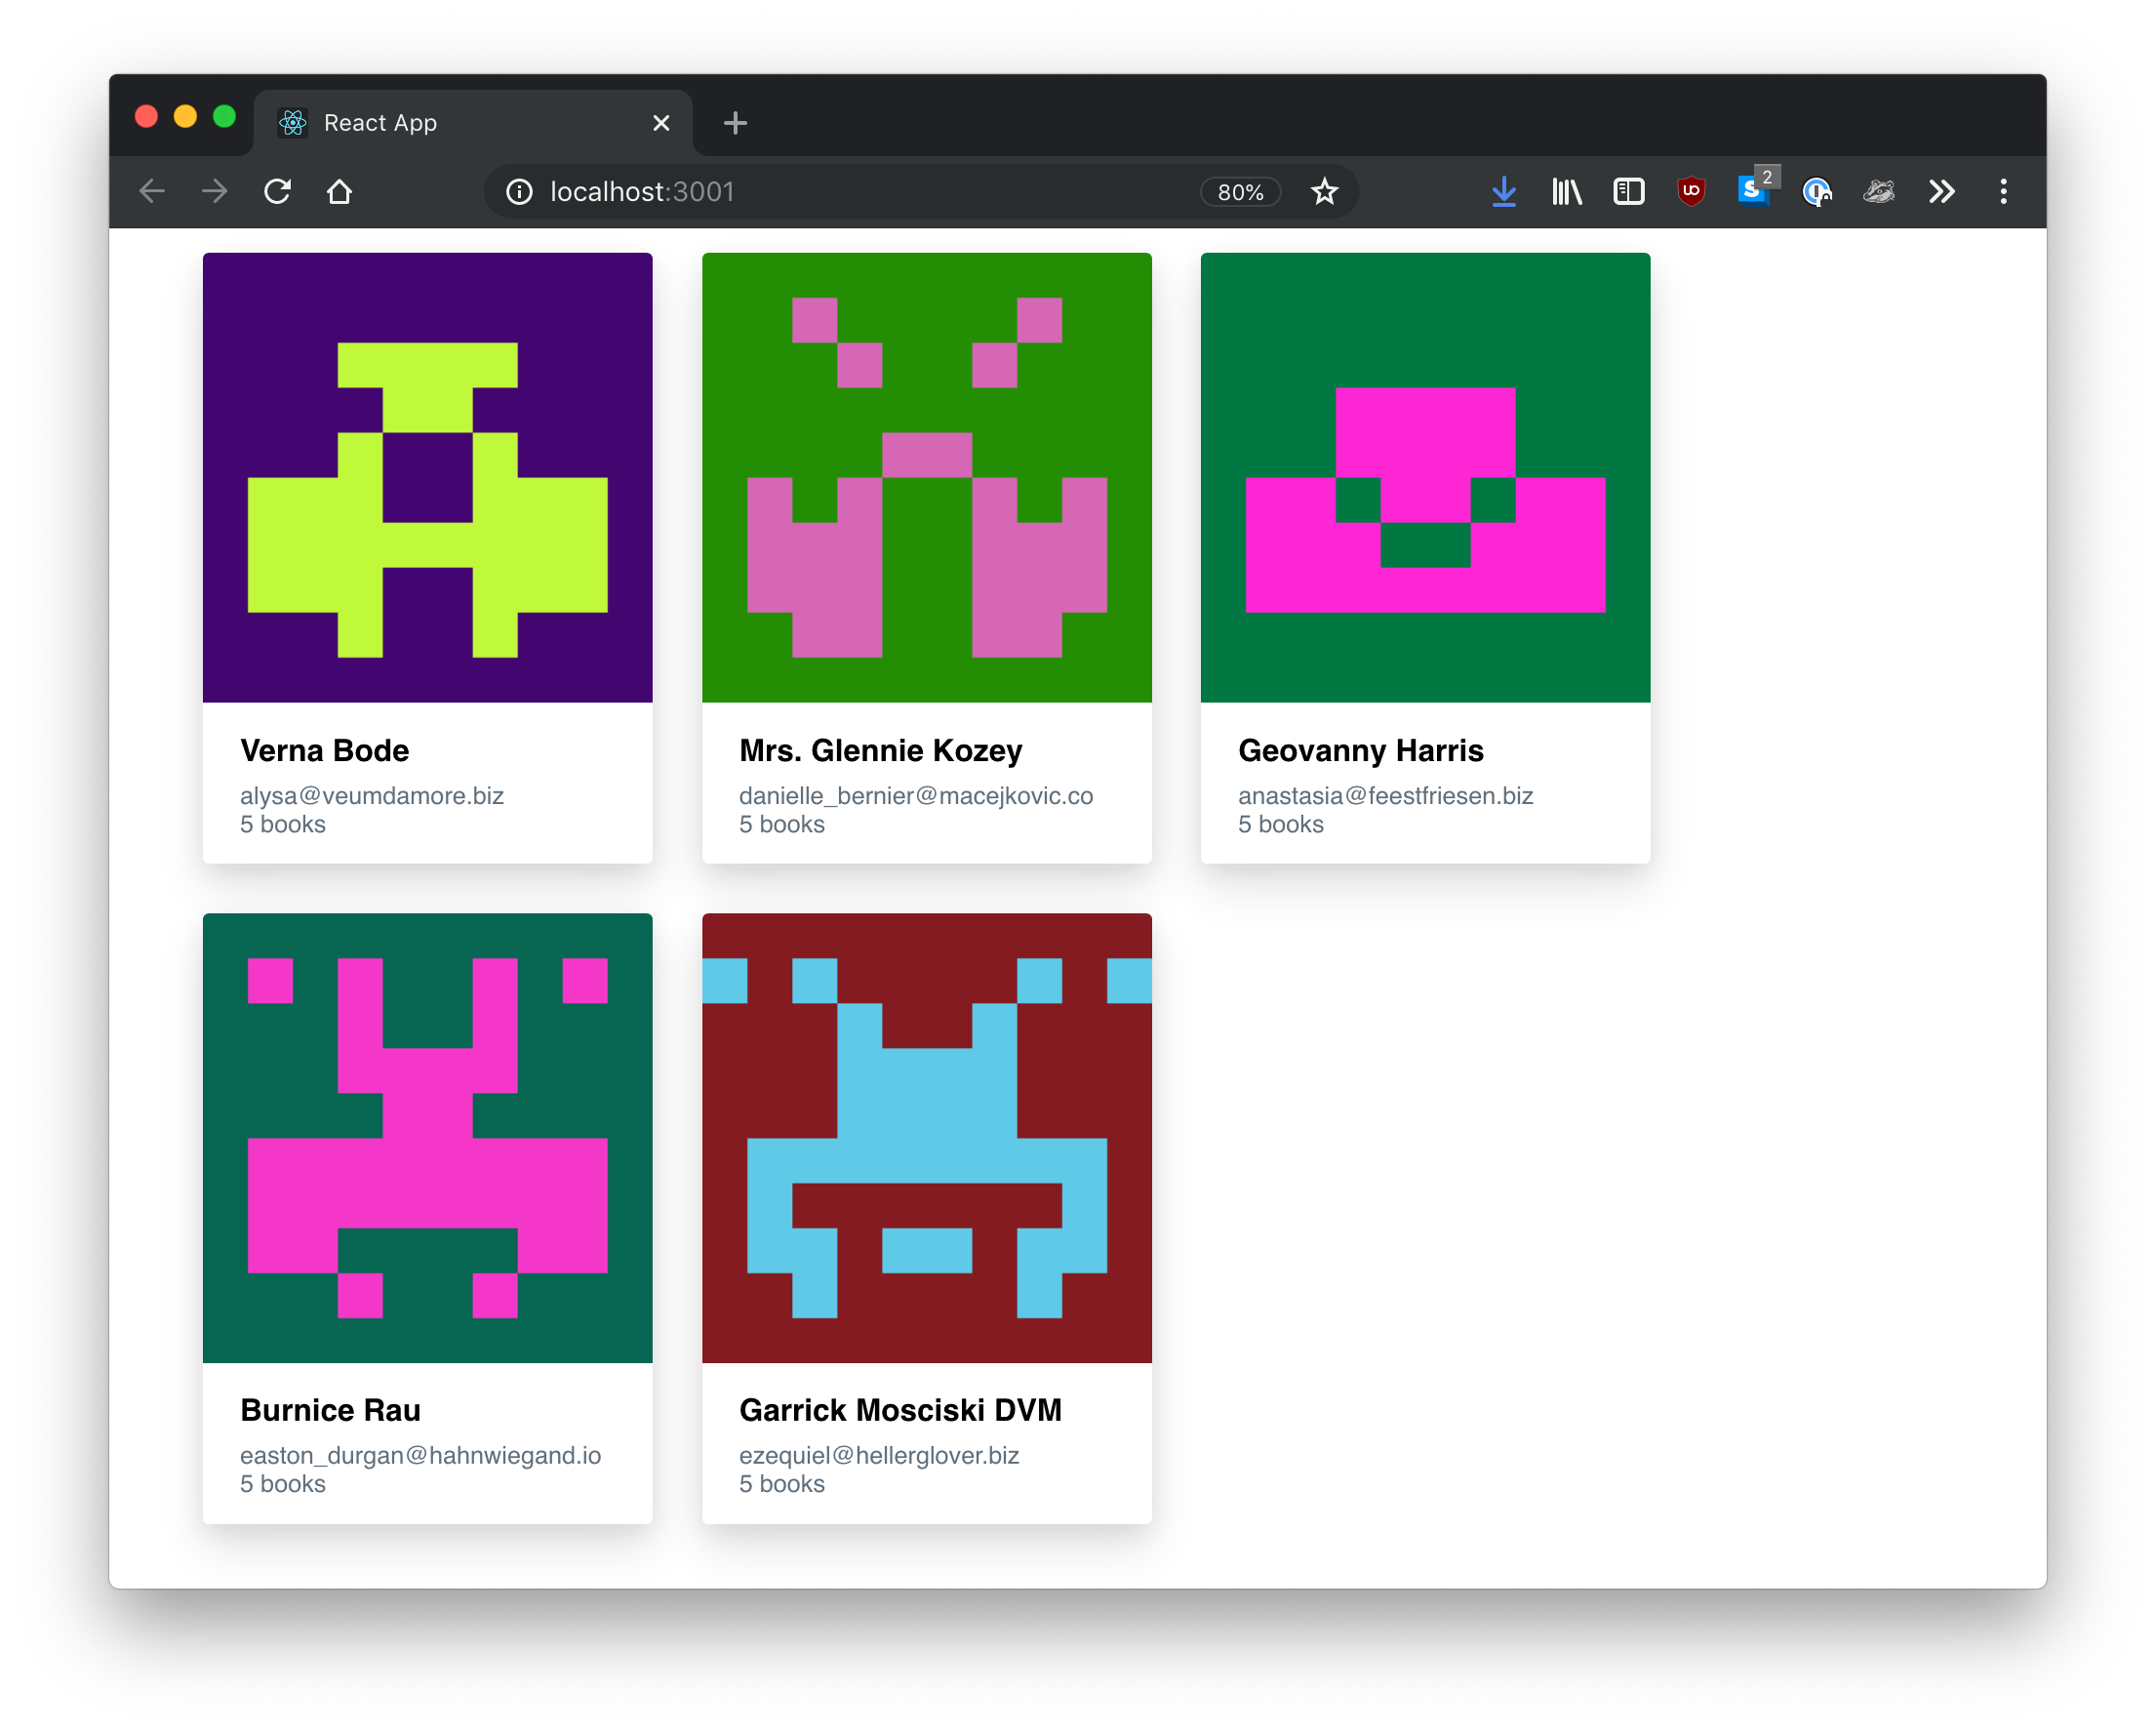 React App
localhost:3001
80%
2
Verna Bode
alysa@veumdamore.biz
5 books
Mrs. Glennie Kozey
danielle_bernier@macejkovic.co
5 books
Geovanny Harris
anastasia@feestfriesen.biz
5 books
Burnice Rau
easton_durgan@hahnwiegand.io
5 books
Garrick Mosciski DVM
ezequiel@hellerglover.biz
5 books